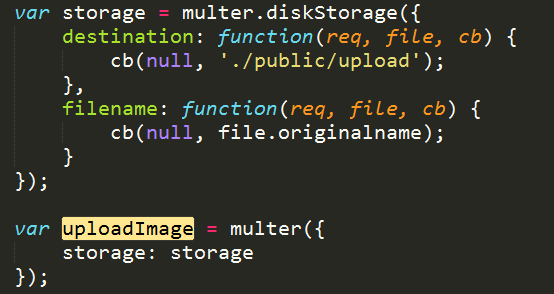 var storage = multer.diskStorage({
    destination: function(req, file, cb) {
        cb(null, './public/upload');
    },
    filename: function(req, file, cb) {
        cb(null, file.originalname);
    }
});

var uploadImage = multer({
    storage: storage
});